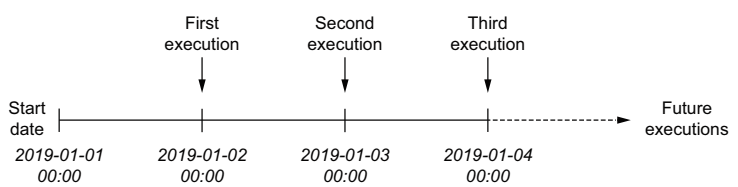 First
execution
Second
execution
Third
execution
Start
date
Future
executions
2019-01-01
00:00
2019-01-02
00:00
2019-01-03
00:00
2019-01-04
00:00